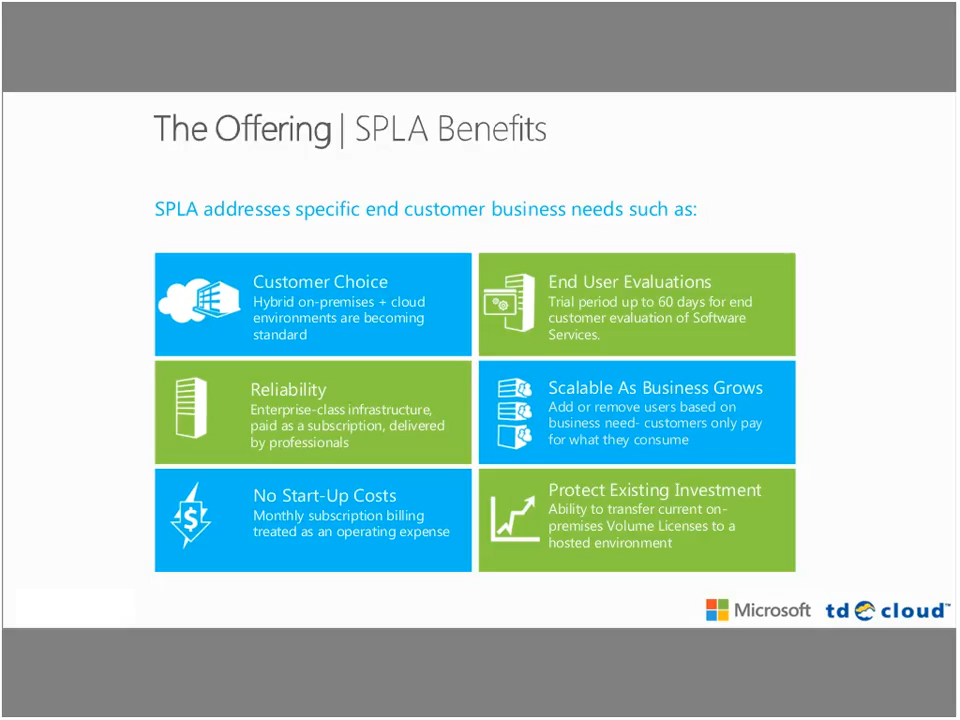 The Offering | SPLA Benefits
SPLA addresses specific end customer business needs such as:
Customer Choice
Hybrid on-premises + cloud
environments are becoming
standard
End User Evaluations
Trial period up to 60 days for end
customer evaluation of Software
Services.
Reliability
Enterprise-class infrastructure,
paid as a subscription, delivered
by professionals
Scalable As Business Grows
Add or remove users based on
business need- customers only pay
for what they consume
No Start-Up Costs
Monthly subscription billing
treated as an operating expense
$
Protect Existing Investment
Ability to transfer current on-
premises Volume Licenses to a
hosted environment
Microsoft
td cloud™